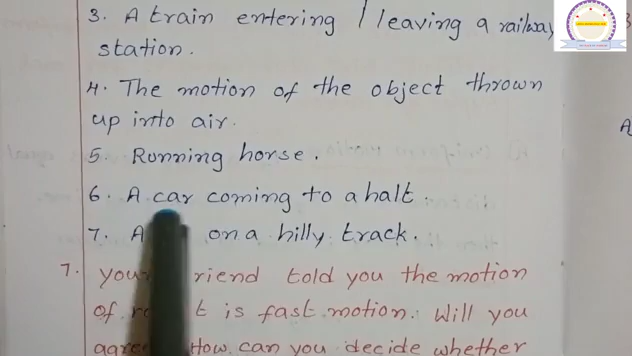 3. A train entering / leaving a railway
station.
4. The motion of the object thrown
up into air.
5. Running horse.
6. A car coming to a halt.
7. A on a hilly track.
7. your friend told you the motion
of is fast motion. Will you
agree How can you decide whether